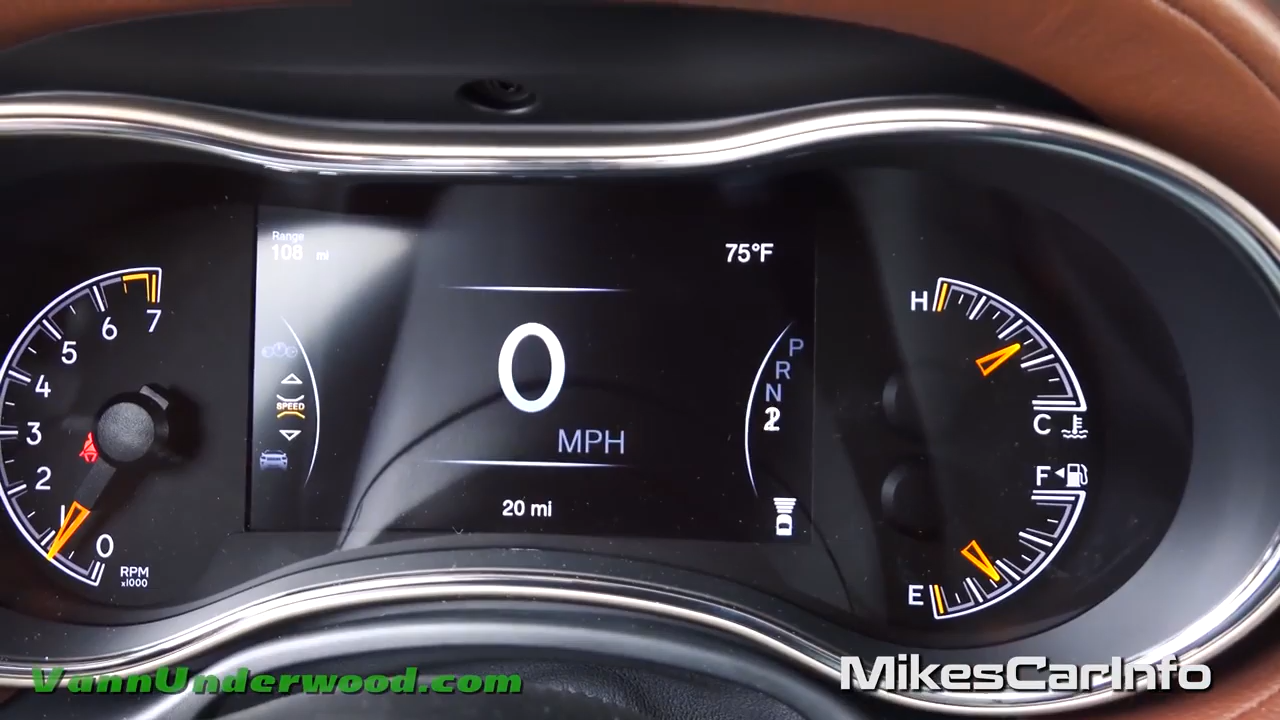 Range
108 mi
75°F
7
6
5
4
3
2
1
0
RPM
x1000
SPEED
0
MPH
20 mi
P
R
N
H
C
F
E
VannUnderwood.com
MikesCarInfo